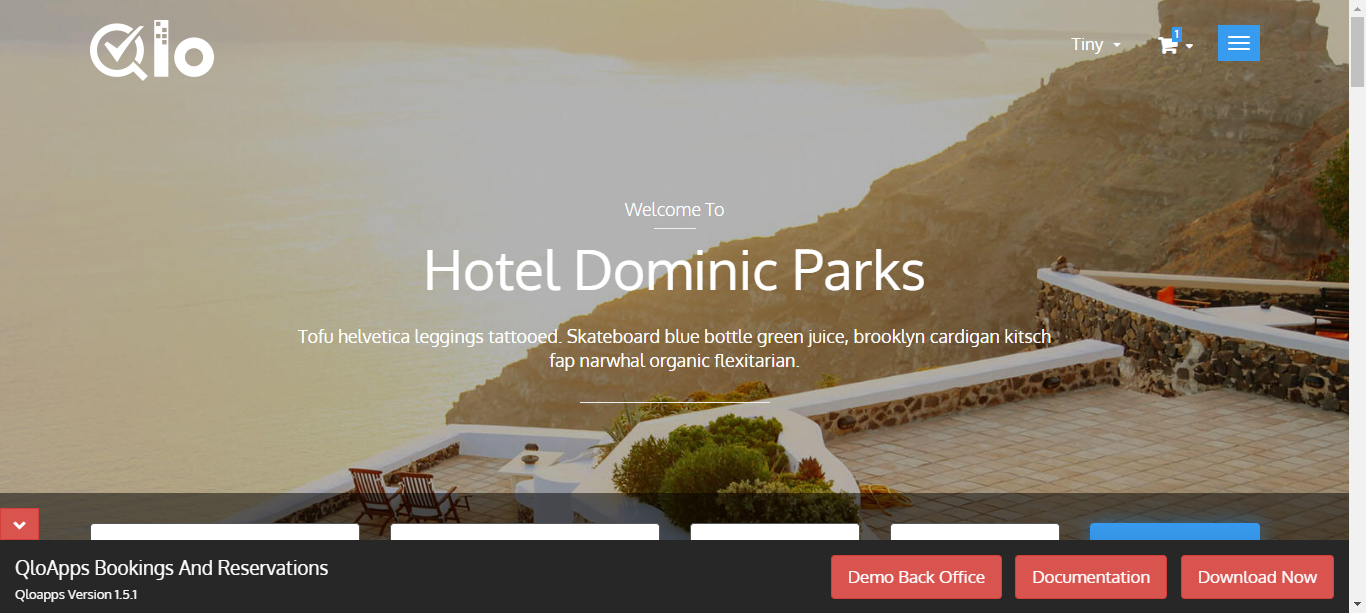 Qlo
Tiny
1
Welcome To
Hotel Dominic Parks
Tofu helvetica leggings tattooed. Skateboard blue bottle green juice, brooklyn cardigan kitsch
fap narwhal organic flexitarian.
QloApps Bookings And Reservations
Qloapps Version 1.5.1
Demo Back Office
Documentation
Download Now